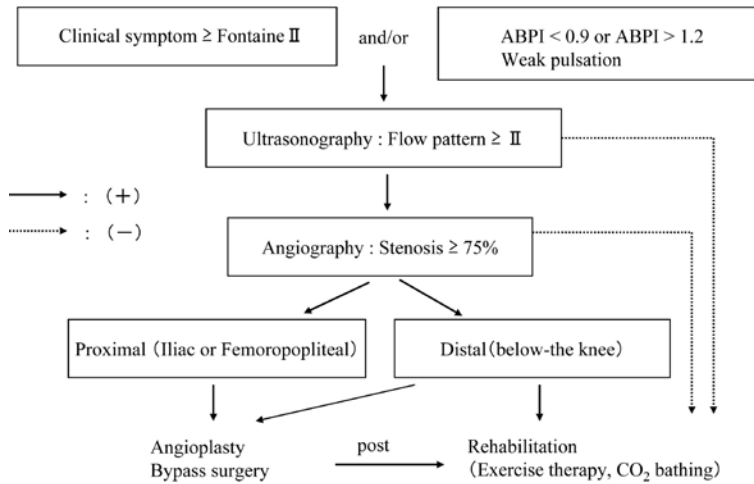 Clinical symptom ≥ Fontaine Ⅱ
and/or
ABPI < 0.9 or ABPI > 1.2
Weak pulsation
Ultrasonography : Flow pattern ≥ Ⅱ
: (+)
: (−)
Angiography : Stenosis ≥ 75%
Proximal (Iliac or Femoropopliteal)
Distal(below-the knee)
Angioplasty
Bypass surgery
post
Rehabilitation
(Exercise therapy, CO₂ bathing)